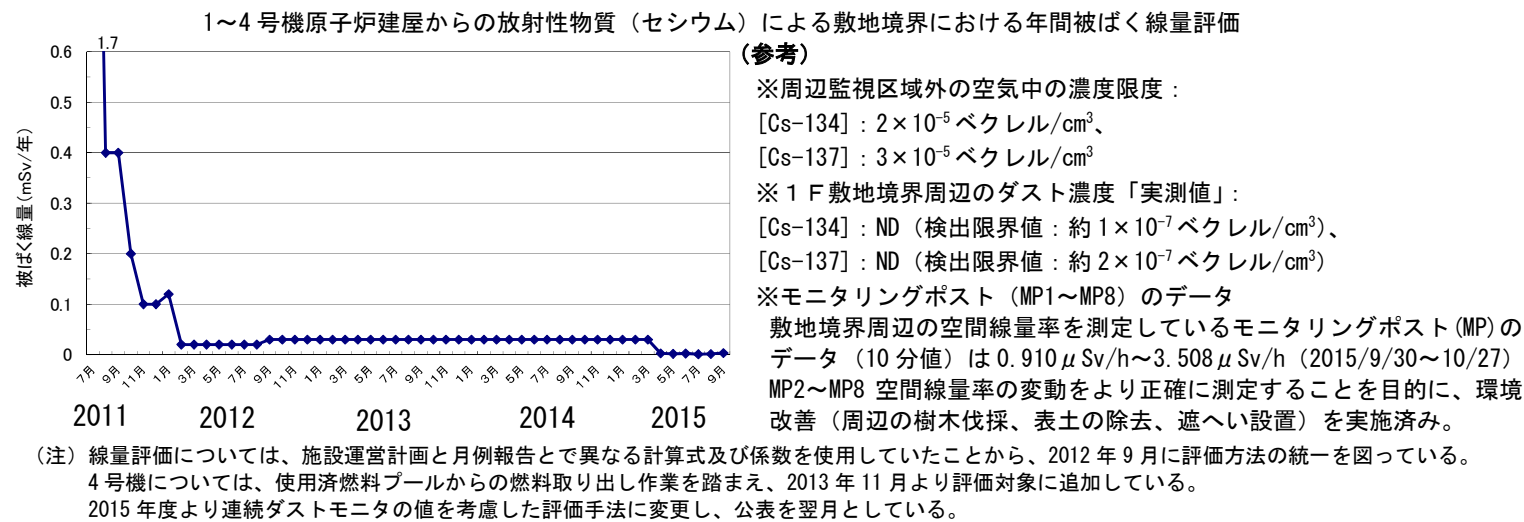 1～4 号機原子炉建屋からの放射性物質（セシウム）による敷地境界における年間被ばく線量評価
1.7
0.6
0.5
0.4
0.3
0.2
0.1
0
被ばく線量(mSv/年)
7月 9月 11月 1月 3月 5月 7月 9月 11月 1月 3月 5月 7月 9月 11月 1月 3月 5月 7月 9月 11月 1月 3月 5月 7月 9月
2011 2012 2013 2014 2015
（参考）
※周辺監視区域外の空気中の濃度限度：
[Cs-134]：2×10⁻⁵ベクレル/cm³、
[Cs-137]：3×10⁻⁵ベクレル/cm³
※１Ｆ敷地境界周辺のダスト濃度「実測値」：
[Cs-134]：ND（検出限界値：約 1×10⁻⁷ベクレル/cm³）、
[Cs-137]：ND（検出限界値：約 2×10⁻⁷ベクレル/cm³）
※モニタリングポスト（MP1～MP8）のデータ
敷地境界周辺の空間線量率を測定しているモニタリングポスト(MP)の
データ（10 分値）は 0.910μSv/h～3.508μSv/h（2015/9/30～10/27）
MP2～MP8 空間線量率の変動をより正確に測定することを目的に、環境
改善（周辺の樹木伐採、表土の除去、遮へい設置）を実施済み。
（注）線量評価については、施設運営計画と月例報告とで異なる計算式及び係数を使用していたことから、2012 年 9 月に評価方法の統一を図っている。
4 号機については、使用済燃料プールからの燃料取り出し作業を踏まえ、2013 年 11 月より評価対象に追加している。
2015 年度より連続ダストモニタの値を考慮した評価手法に変更し、公表を翌月としている。